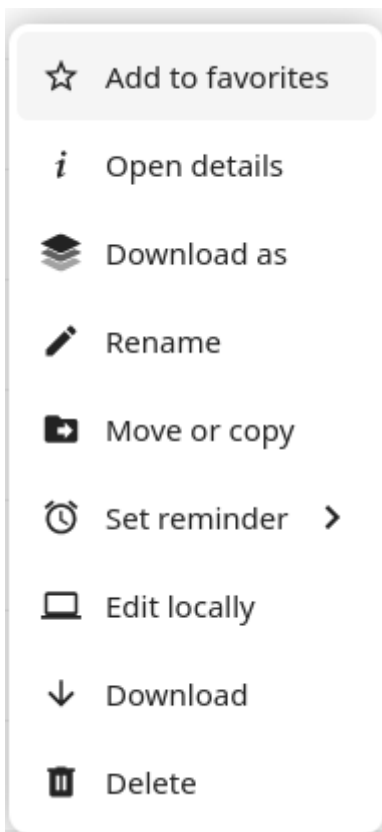 Add to favorites
Open details
Download as
Rename
Move or copy
Set reminder
Edit locally
Download
Delete